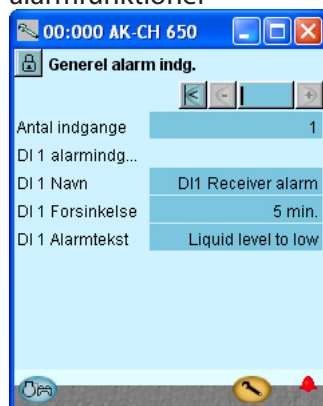 alarmfunktioner
00:000 AK-CH 650
Generel alarm indg.
Antal indgange 1
DI 1 alarmindg...
DI 1 Navn DI1 Receiver alarm
DI 1 Forsinkelse 5 min.
DI 1 Alarmtekst Liquid level to low